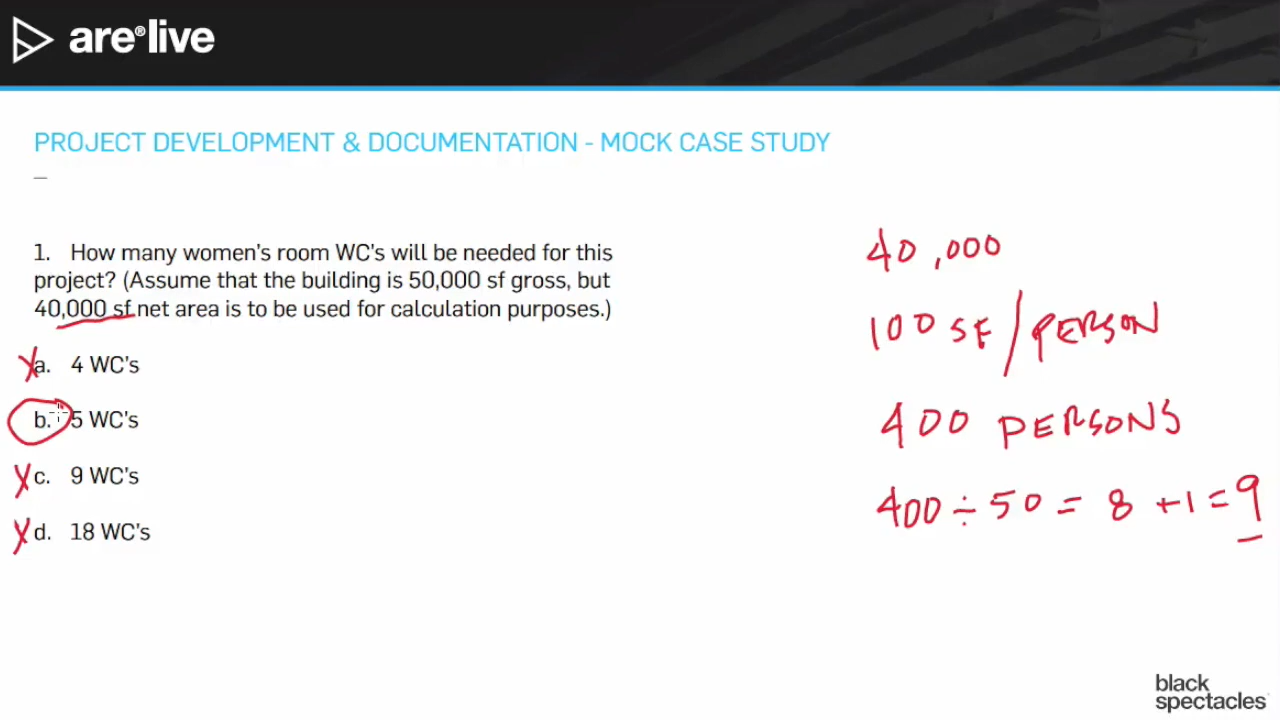 are®live
PROJECT DEVELOPMENT & DOCUMENTATION - MOCK CASE STUDY
1. How many women's room WC's will be needed for this
project? (Assume that the building is 50,000 sf gross, but
40,000 sf net area is to be used for calculation purposes.)
a. 4 WC's
b. 5 WC's
c. 9 WC's
d. 18 WC's
40,000
100 SF / PERSON
400 PERSONS
400 ÷ 50 = 8 +1 = 9
black
spectacles